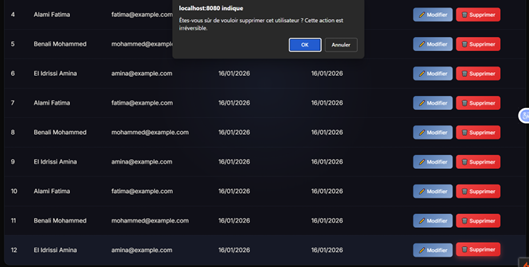 localhost:8080 indique
Êtes-vous sûr de vouloir supprimer cet utilisateur ? Cette action est
irréversible.
OK Annuler
4 Alami Fatima fatima@example.com Modifier Supprimer
5 Benali Mohammed mohammed@example.com 16/01/2026 16/01/2026 Modifier Supprimer
6 El Idrissi Amina amina@example.com 16/01/2026 16/01/2026 Modifier Supprimer
7 Alami Fatima fatima@example.com 16/01/2026 16/01/2026 Modifier Supprimer
8 Benali Mohammed mohammed@example.com 16/01/2026 16/01/2026 Modifier Supprimer
9 El Idrissi Amina amina@example.com 16/01/2026 16/01/2026 Modifier Supprimer
10 Alami Fatima fatima@example.com 16/01/2026 16/01/2026 Modifier Supprimer
11 Benali Mohammed mohammed@example.com 16/01/2026 16/01/2026 Modifier Supprimer
12 El Idrissi Amina amina@example.com 16/01/2026 16/01/2026 Modifier Supprimer